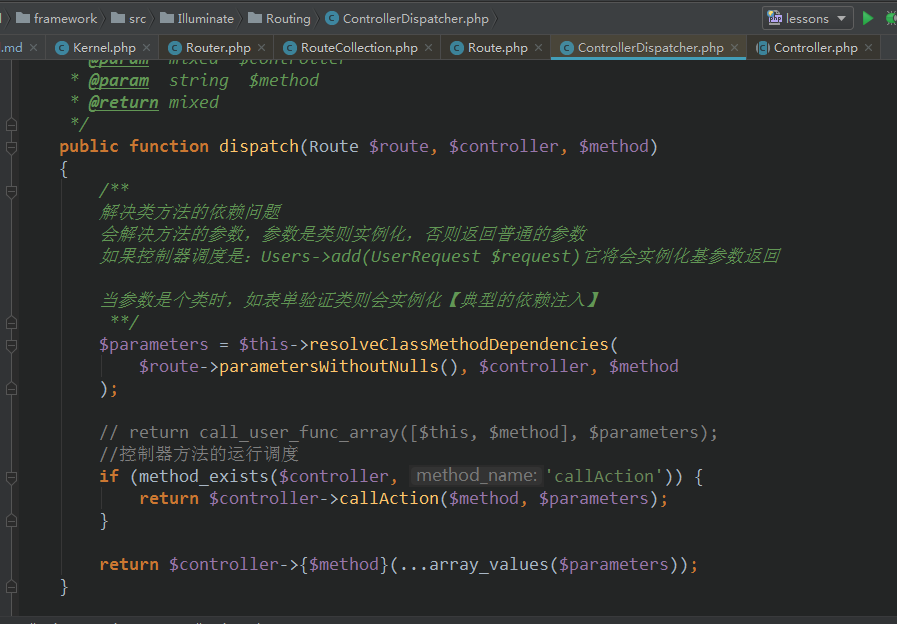 framework src Illuminate Routing ControllerDispatcher.php lessons
.md Kernel.php Router.php RouteCollection.php Route.php ControllerDispatcher.php Controller.php
* @param mixed $controller
* @param string $method
* @return mixed
*/
public function dispatch(Route $route, $controller, $method)
{
/**
解决类方法的依赖问题
会解决方法的参数，参数是类则实例化，否则返回普通的参数
如果控制器调度是：Users->add(UserRequest $request)它将会实例化基参数返回
当参数是个类时，如表单验证类则会实例化【典型的依赖注入】
**/
$parameters = $this->resolveClassMethodDependencies(
$route->parametersWithoutNulls(), $controller, $method
);
// return call_user_func_array([$this, $method], $parameters);
//控制器方法的运行调度
if (method_exists($controller, method_name: 'callAction')) {
return $controller->callAction($method, $parameters);
}
return $controller->{$method}(...array_values($parameters));
}